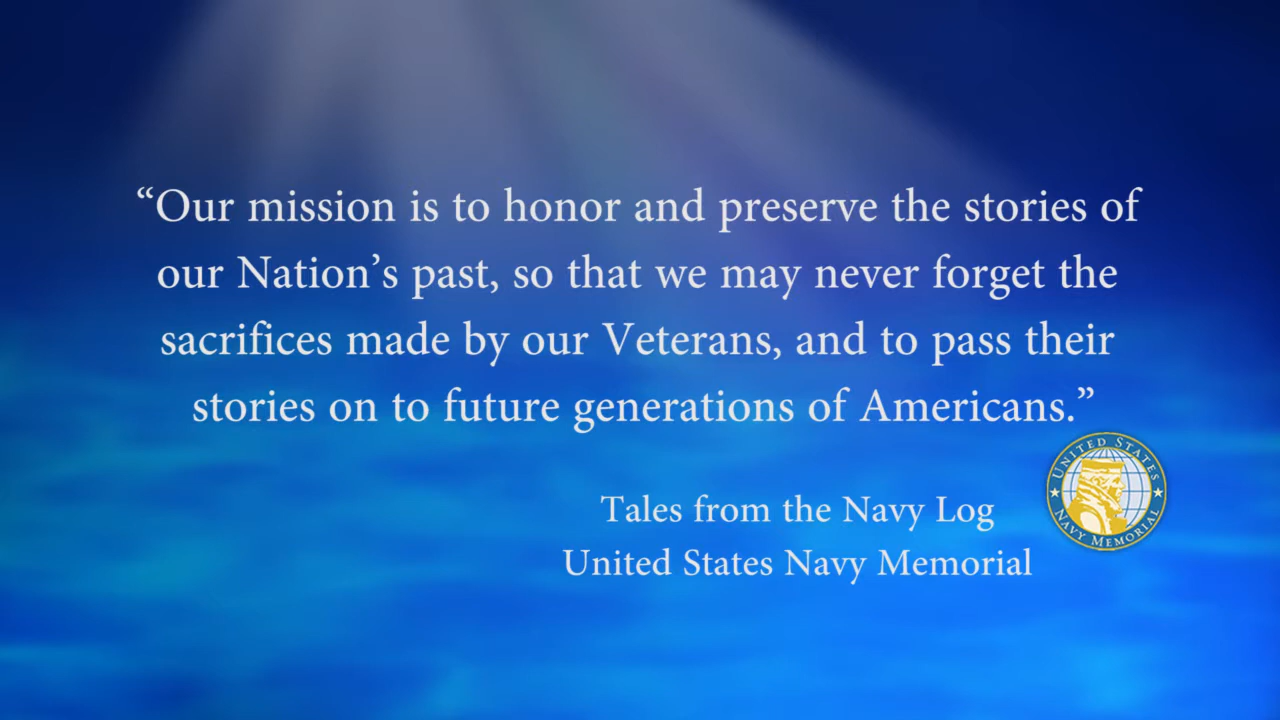 “Our mission is to honor and preserve the stories of
our Nation’s past, so that we may never forget the
sacrifices made by our Veterans, and to pass their
stories on to future generations of Americans.”
Tales from the Navy Log
United States Navy Memorial
UNITED STATES
NAVY MEMORIAL